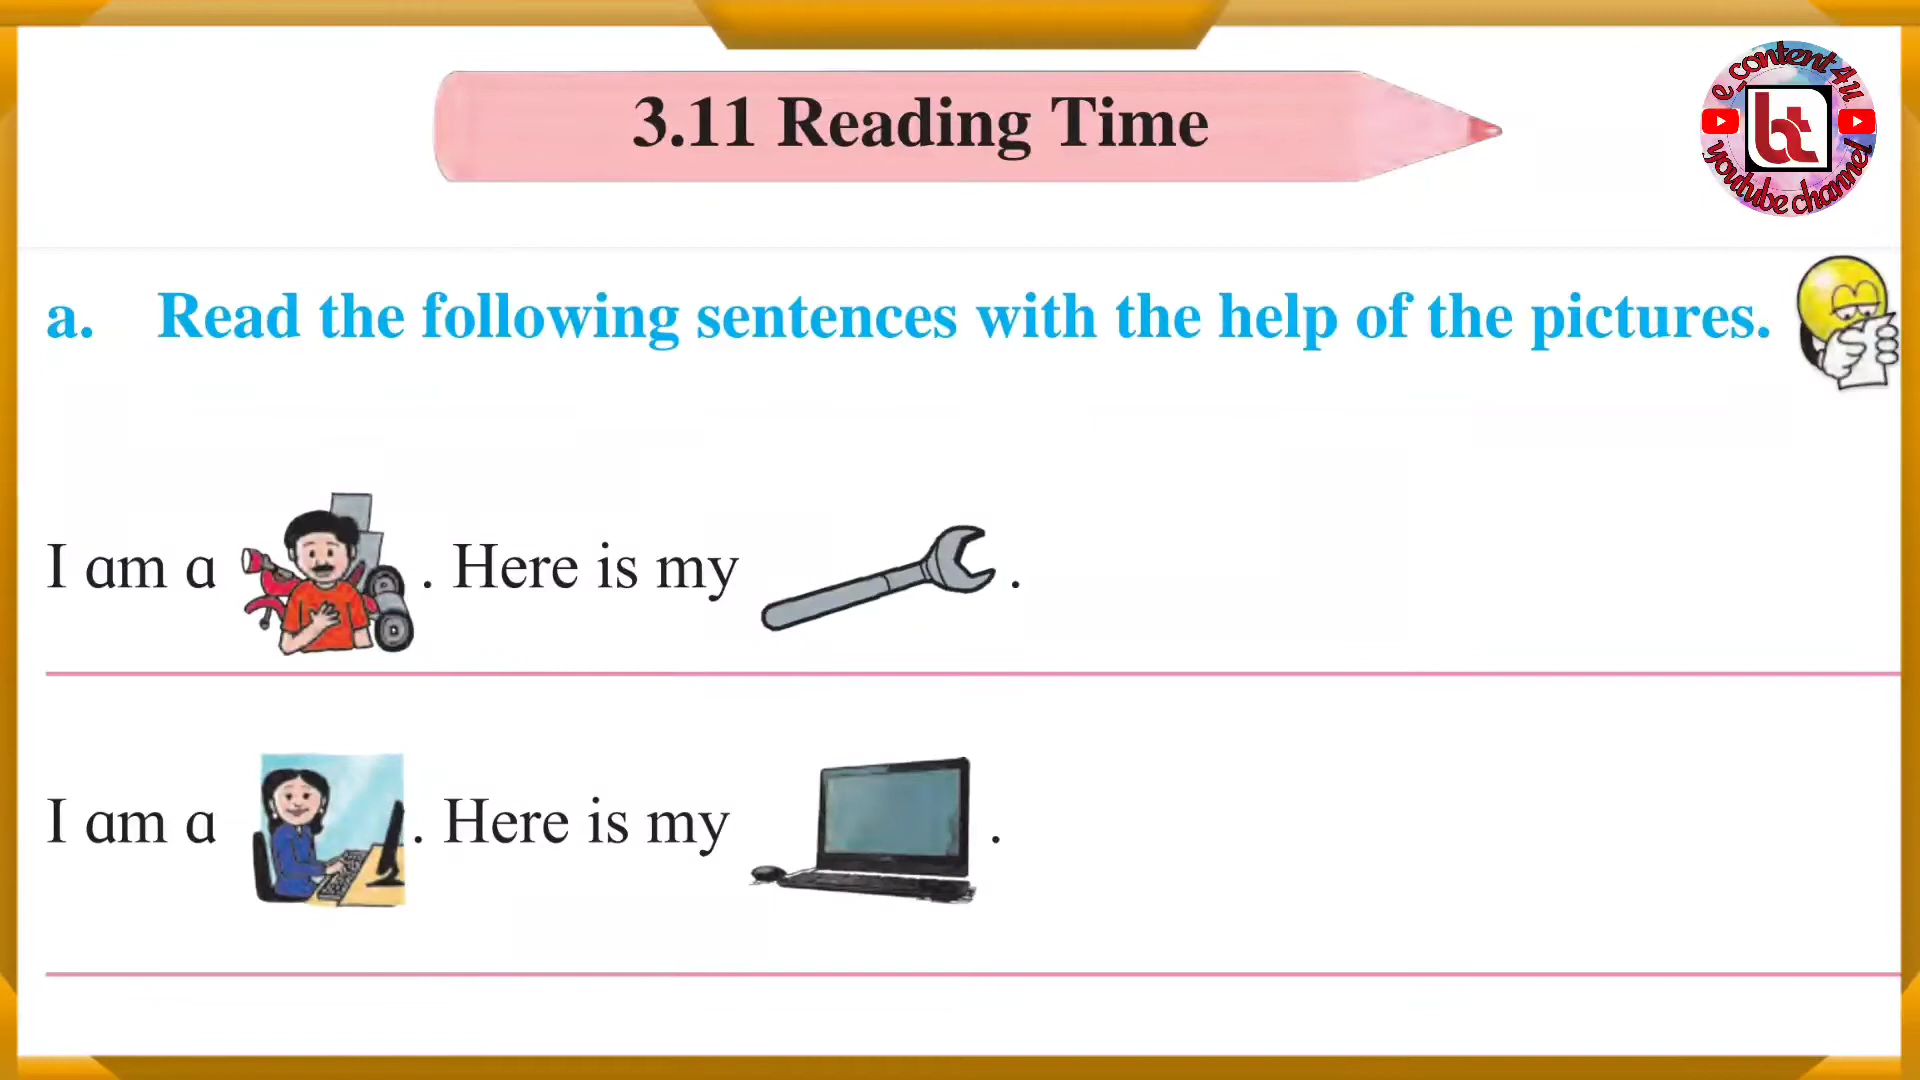 3.11 Reading Time
e_content 4u
bt
youtube channel
a. Read the following sentences with the help of the pictures.
I am a . Here is my .
I am a . Here is my .